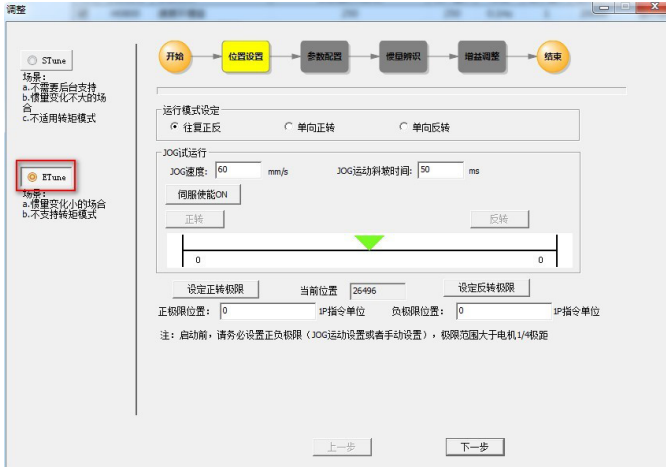 调整
STune
场景：
a.不需要后台支持
b.惯量变化不大的场
合
c.不适用转矩模式
ETune
场景：
a.惯量变化小的场合
b.不支持转矩模式
开始
位置设置
参数配置
惯量辨识
增益调整
结束
运行模式设定
往复正反
单向正转
单向反转
JOG试运行
JOG速度: 60 mm/s
JOG运动斜坡时间: 50 ms
伺服使能ON
正转
反转
0
0
设定正转极限
当前位置 26496
设定反转极限
正极限位置: 0 1P指令单位
负极限位置: 0 1P指令单位
注: 启动前，请务必设置正负极限（JOG运动设置或者手动设置），极限范围大于电机1/4极距
上一步
下一步